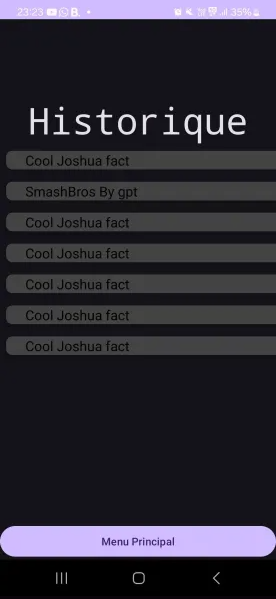 23:23 B. 35%
Historique
Cool Joshua fact
SmashBros By gpt
Cool Joshua fact
Cool Joshua fact
Cool Joshua fact
Cool Joshua fact
Cool Joshua fact
Menu Principal